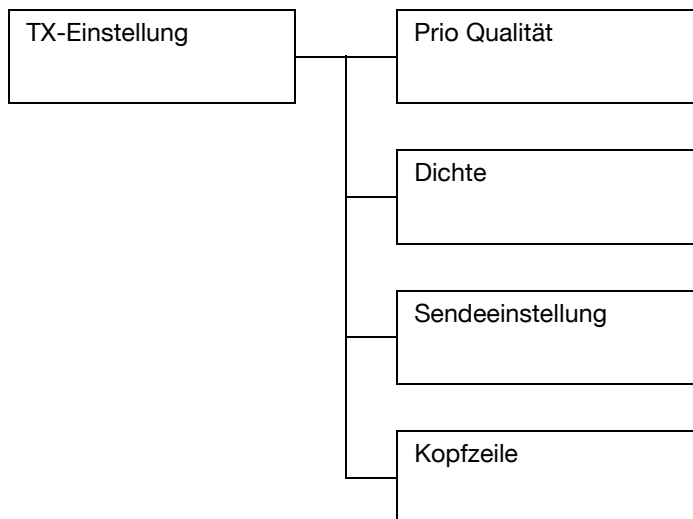 TX-Einstellung
Prio Qualität
Dichte
Sendeeinstellung
Kopfzeile